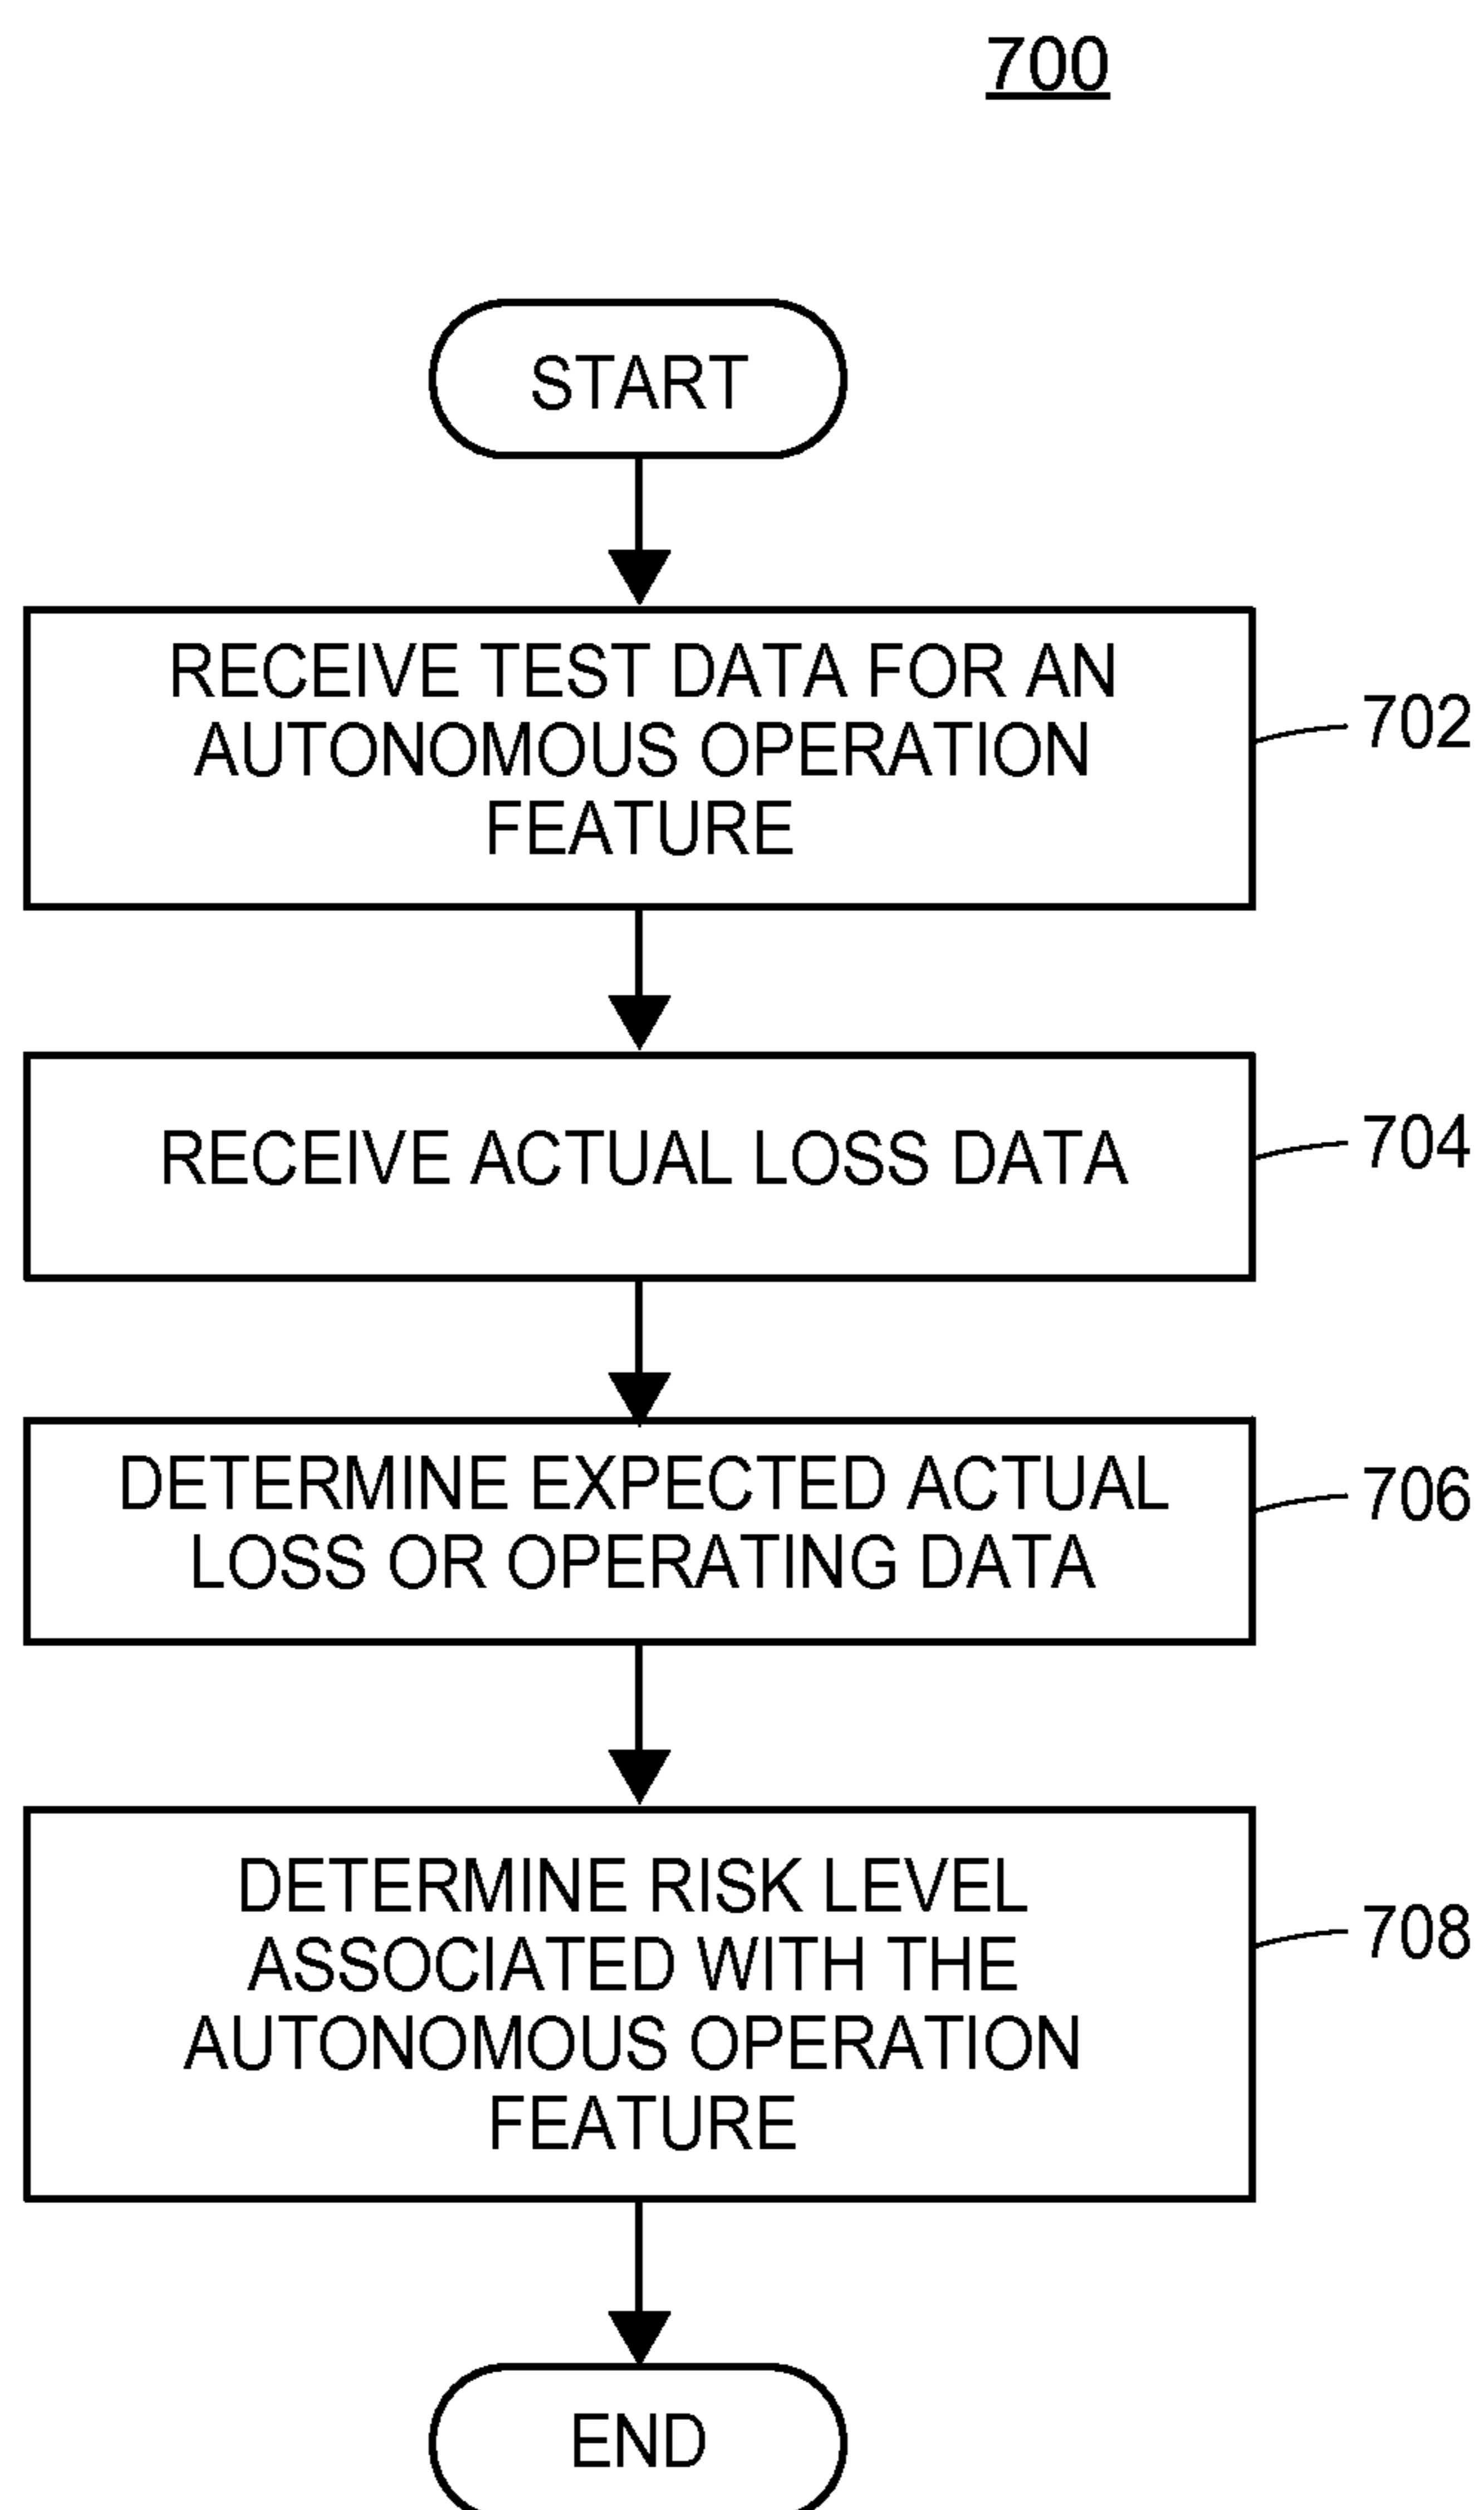 700
START
RECEIVE TEST DATA FOR AN
AUTONOMOUS OPERATION
FEATURE
702
RECEIVE ACTUAL LOSS DATA
704
DETERMINE EXPECTED ACTUAL
LOSS OR OPERATING DATA
706
DETERMINE RISK LEVEL
ASSOCIATED WITH THE
AUTONOMOUS OPERATION
FEATURE
708
END